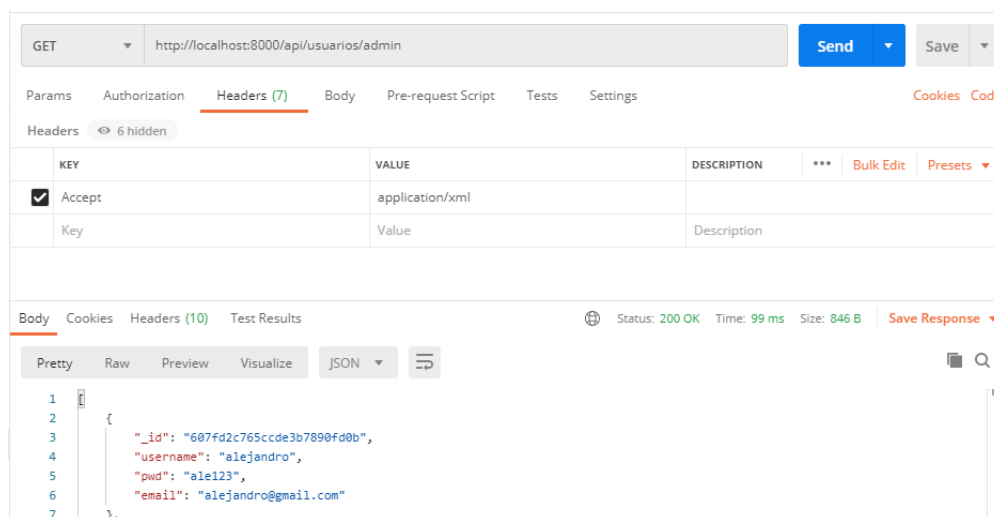 GET http://localhost:8000/api/usuarios/admin Send Save
Params Authorization Headers (7) Body Pre-request Script Tests Settings Cookies Cod
Headers 6 hidden
KEY VALUE DESCRIPTION ••• Bulk Edit Presets
Accept application/xml
Key Value Description
Body Cookies Headers (10) Test Results Status: 200 OK Time: 99 ms Size: 846 B Save Response
Pretty Raw Preview Visualize JSON
1 [
2 {
3 "_id": "607fd2c765ccde3b7890fd0b",
4 "username": "alejandro",
5 "pwd": "ale123",
6 "email": "alejandro@gmail.com"
7 },